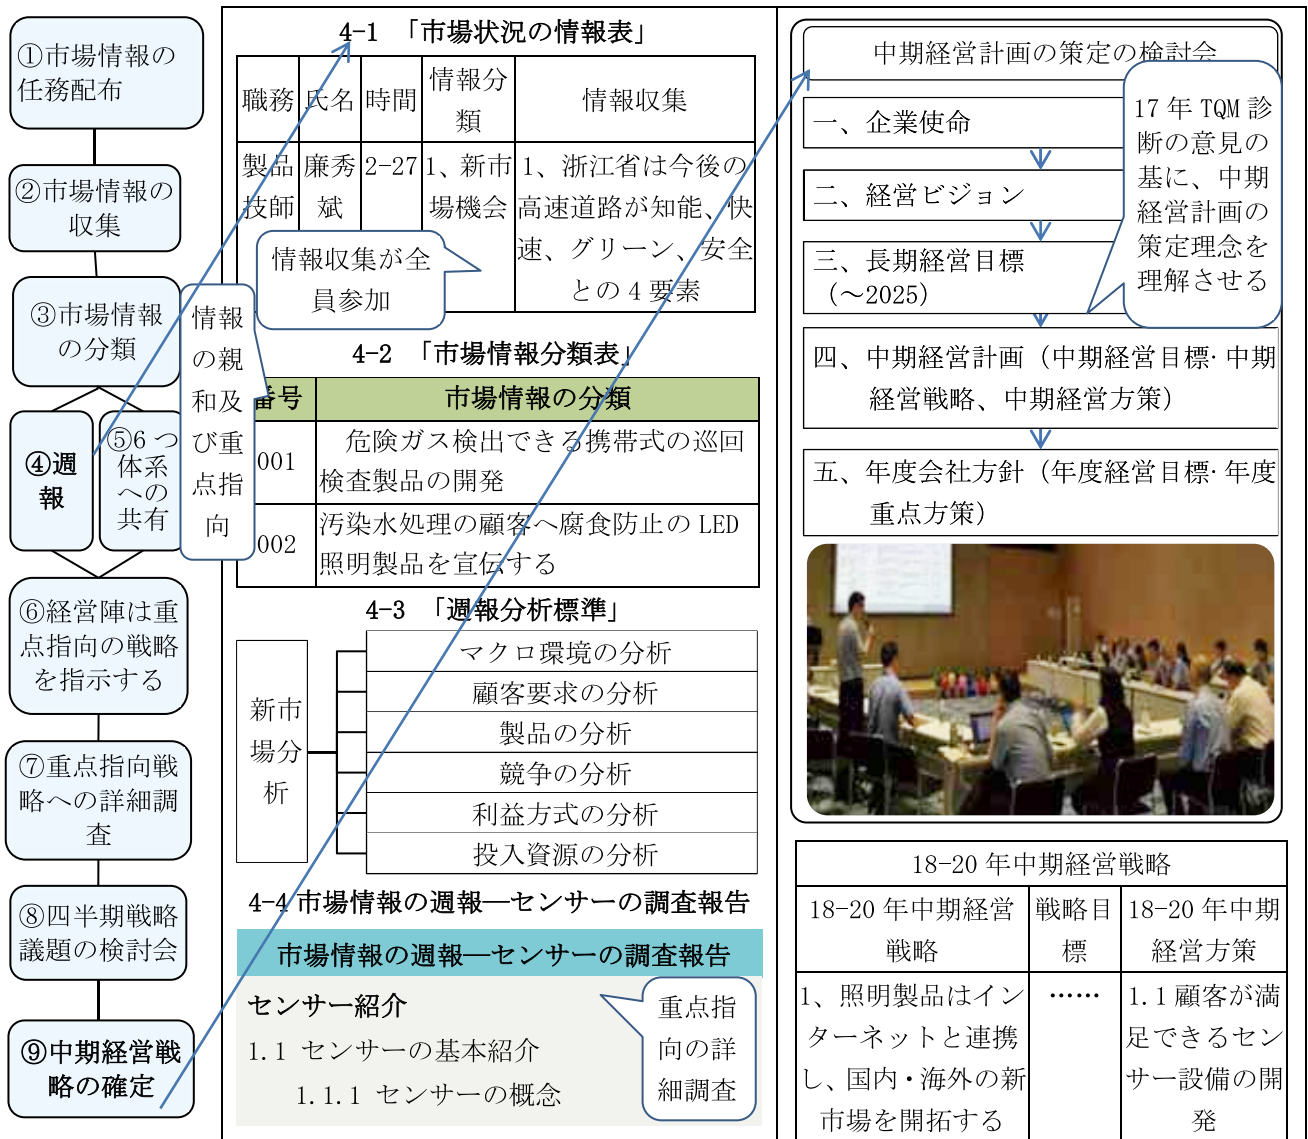 ①市場情報の
任務配布
②市場情報の
収集
③市場情報
の分類
④週
報
⑤6つ
体系
への
共有
⑥経営陣は重
点指向の戦略
を指示する
⑦重点指向戦
略への詳細調
査
⑧四半期戦略
議題の検討会
⑨中期経営戦
略の確定
情報
の親
和及
び重
点指
向
4-1 「市場状況の情報表」
職務 氏名 時間 情報分
類 情報収集
製品
技師 廉秀
斌 2-27 1、新市
場機会
1、浙江省は今後の
高速道路が知能、快
速、グリーン、安全
との4要素
情報収集が全
員参加
4-2 「市場情報分類表」
番号 市場情報の分類
001 危険ガス検出できる携帯式の巡回
検査製品の開発
002 汚染水処理の顧客へ腐食防止のLED
照明製品を宣伝する
4-3 「週報分析標準」
新市
場分
析
マクロ環境の分析
顧客要求の分析
製品の分析
競争の分析
利益方式の分析
投入資源の分析
4-4 市場情報の週報—センサーの調査報告
市場情報の週報—センサーの調査報告
センサー紹介
1.1 センサーの基本紹介
1.1.1 センサーの概念
重点指
向の詳
細調査
中期経営計画の策定の検討会
一、企業使命
二、経営ビジョン
三、長期経営目標
（～2025）
四、中期経営計画（中期経営目標·中期
経営戦略、中期経営方策）
五、年度会社方針（年度経営目標·年度
重点方策）
17年TQM診
断の意見の
基に、中期
経営計画の
策定理念を
理解させる
18-20年中期経営戦略
18-20年中期経営
戦略 戦略目
標 18-20年中期
経営方策
1、照明製品はイン
ターネットと連携
し、国内・海外の新
市場を開拓する
……
1.1顧客が満
足できるセン
サー設備の開
発